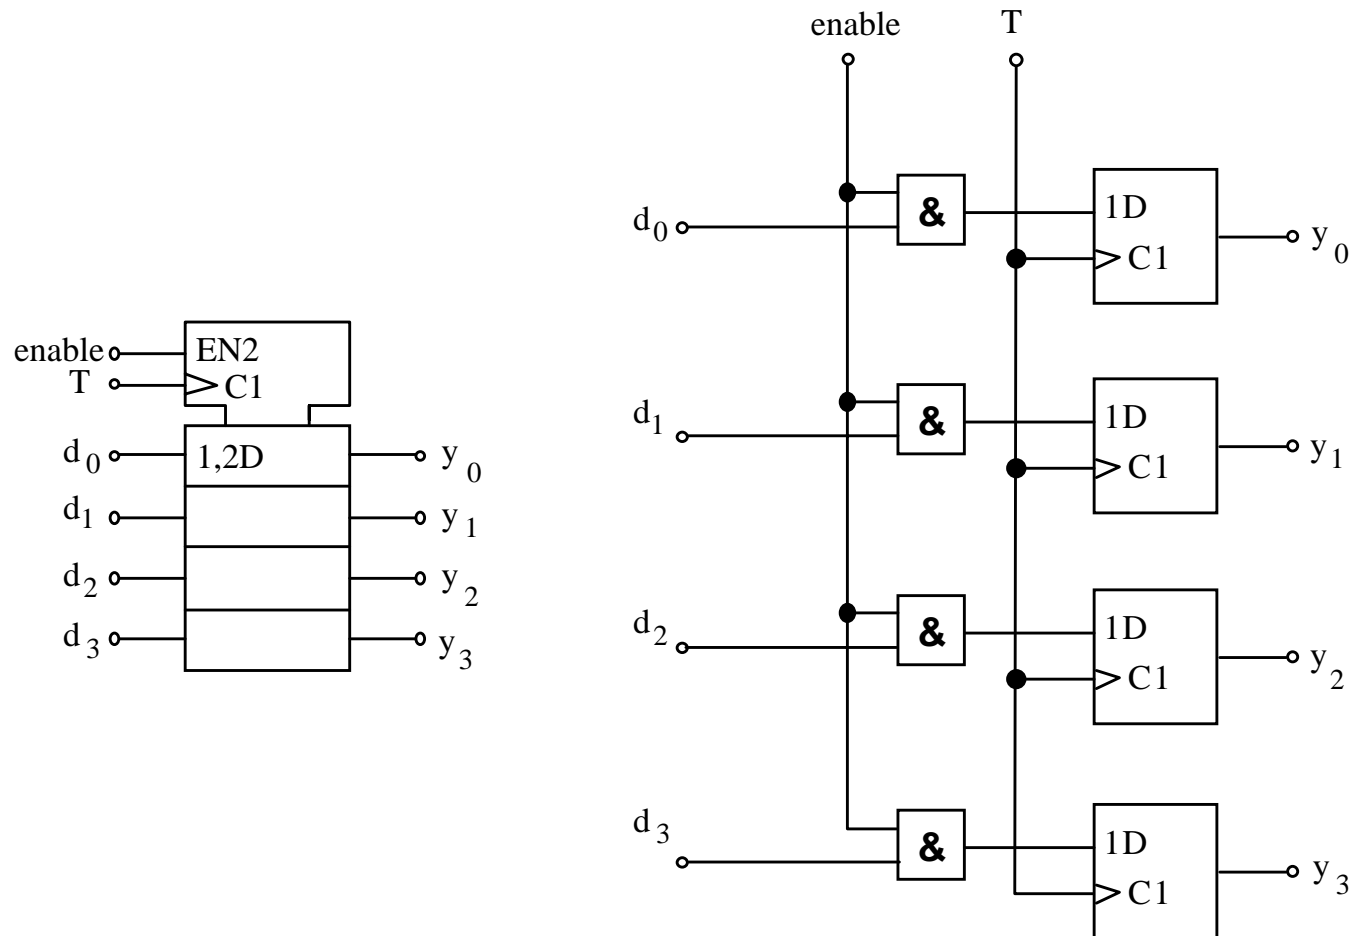 enable T
& 1D
d0 C1 y0
enable EN2
T C1
& 1D
d1 C1 y1
d0 1,2D y0
d1 y1
d2 y2
d3 y3
& 1D
d2 C1 y2
& 1D
d3 C1 y3